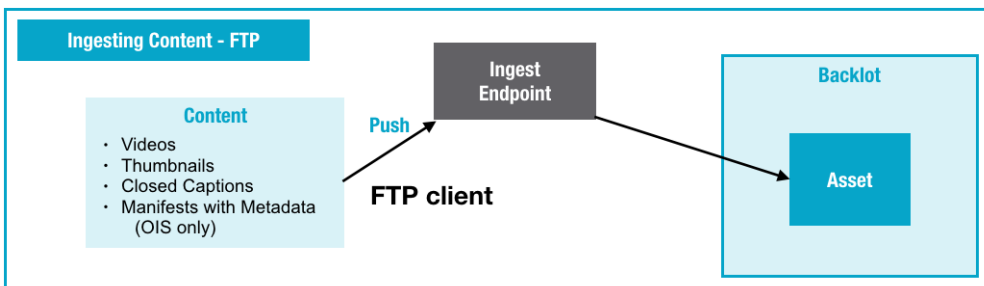 Ingesting Content - FTP
Ingest
Endpoint
Backlot
Content
Push
• Videos
• Thumbnails
• Closed Captions
• Manifests with Metadata
(OIS only)
FTP client
Asset